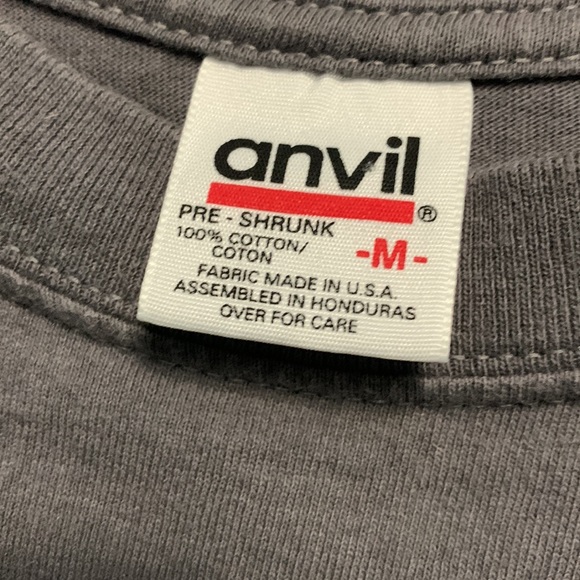 anvil®
PRE - SHRUNK
100% COTTON/
COTON
-M-
FABRIC MADE IN U.S.A.
ASSEMBLED IN HONDURAS
OVER FOR CARE